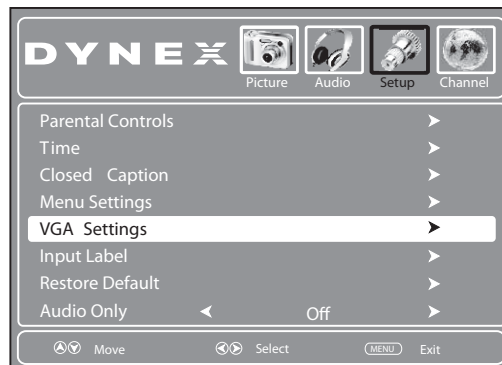 DYNEX
Picture Audio Setup Channel
Parental Controls
Time
Closed Caption
Menu Settings
VGA Settings
Input Label
Restore Default
Audio Only Off
Move Select MENU Exit